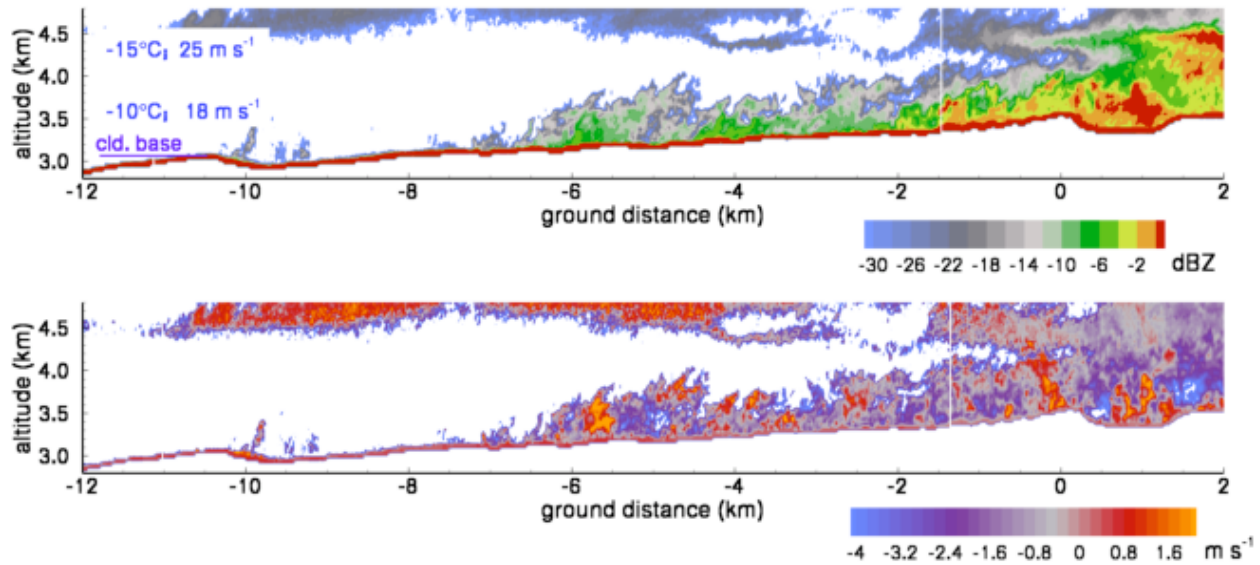 altitude (km)
4.5
4.0
3.5
3.0
-15°C, 25 m s⁻¹
-10°C, 18 m s⁻¹
cld. base
-12 -10 -8 -6 -4 -2 0 2
ground distance (km)
-30 -26 -22 -18 -14 -10 -6 -2 dBZ
altitude (km)
4.5
4.0
3.5
3.0
-12 -10 -8 -6 -4 -2 0 2
ground distance (km)
-4 -3.2 -2.4 -1.6 -0.8 0 0.8 1.6 m s⁻¹